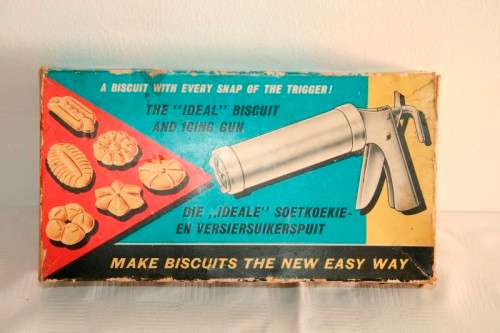 A BISCUIT WITH EVERY SNAP OF THE TRIGGER!
THE "IDEAL" BISCUIT
AND ICING GUN
DIE „IDEALE" SOETKOEKIE-
EN VERSIERSUIKERSPUIT
MAKE BISCUITS THE NEW EASY WAY